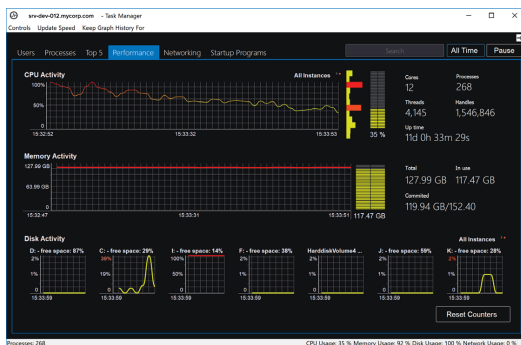 srv-dev-012.mycorp.com - Task Manager
Controls Update Speed Keep Graph History For
Users Processes Top 5 Performance Networking Startup Programs Search All Time Pause
CPU Activity All Instances
100%
50%
0
15:32:52 15:33:32 15:33:53 35 %
Cores Processes
12 268
Threads Handles
4,145 1,546,846
Up time
11d 0h 33m 29s
Memory Activity
127.99 GB
63.99 GB
0
15:32:47 15:33:31 15:33:51 117.47 GB
Total In use
127.99 GB 117.47 GB
Commited
119.94 GB/152.40
Disk Activity All Instances
D: - free space: 87% C: - free space: 29% I: - free space: 14% F: - free space: 38% HarddiskVolume4 ... J: - free space: 59% K: - free space: 28%
2% 38% 100% 2% 2% 2% 2%
1% 19% 50% 1% 1% 1% 1%
0 0 0 0 0 0 0
15:33:59 15:33:59 15:33:59 15:33:59 15:33:59 15:33:59 15:33:59
Reset Counters
Processes: 268 CPU Usage: 35 % Memory Usage: 92 % Disk Usage: 100 % Network Usage: 0 %